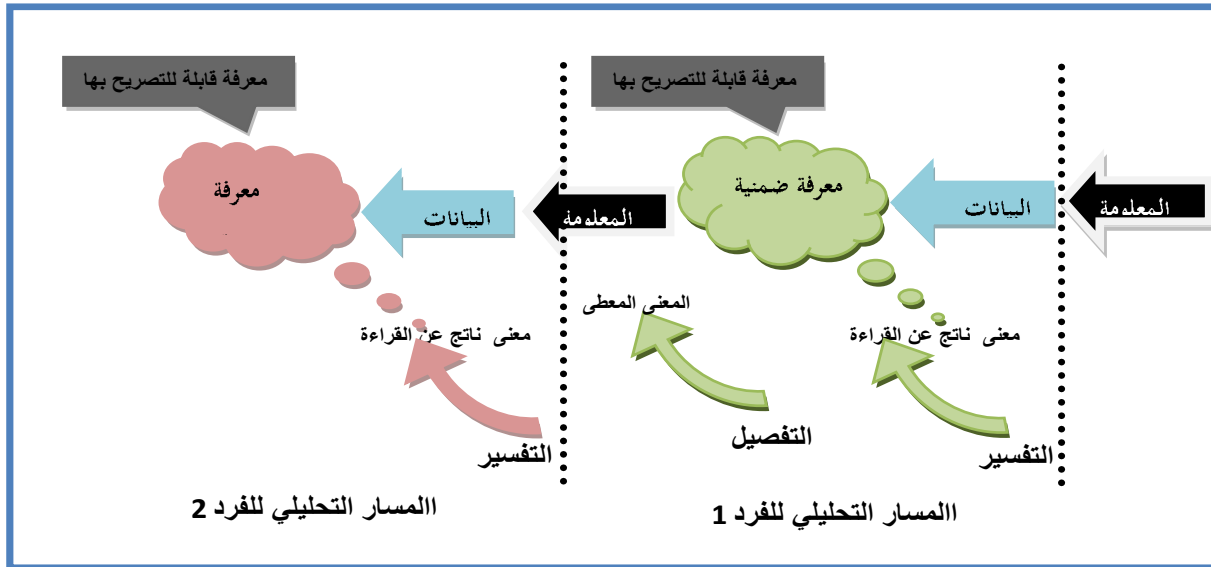 معرفة قابلة للتصريح بها
معرفة قابلة للتصريح بها
المعلومة
البيانات
معرفة ضمنية
المعلومة
البيانات
معرفة
معنى ناتج عن القراءة
المعنى المعطى
معنى ناتج عن القراءة
التفسير
التفصيل
التفسير
االمسار التحليلي للفرد 1
االمسار التحليلي للفرد 2